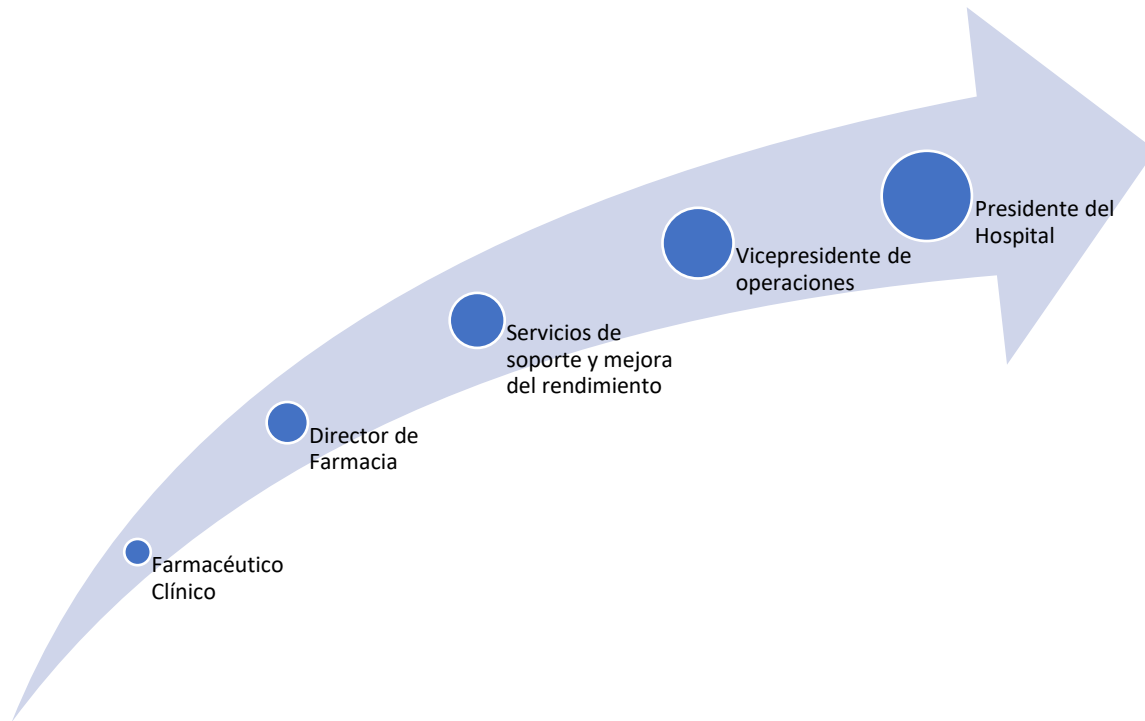 Presidente del
Hospital
Vicepresidente de
operaciones
Servicios de
soporte y mejora
del rendimiento
Director de
Farmacia
Farmacéutico
Clínico